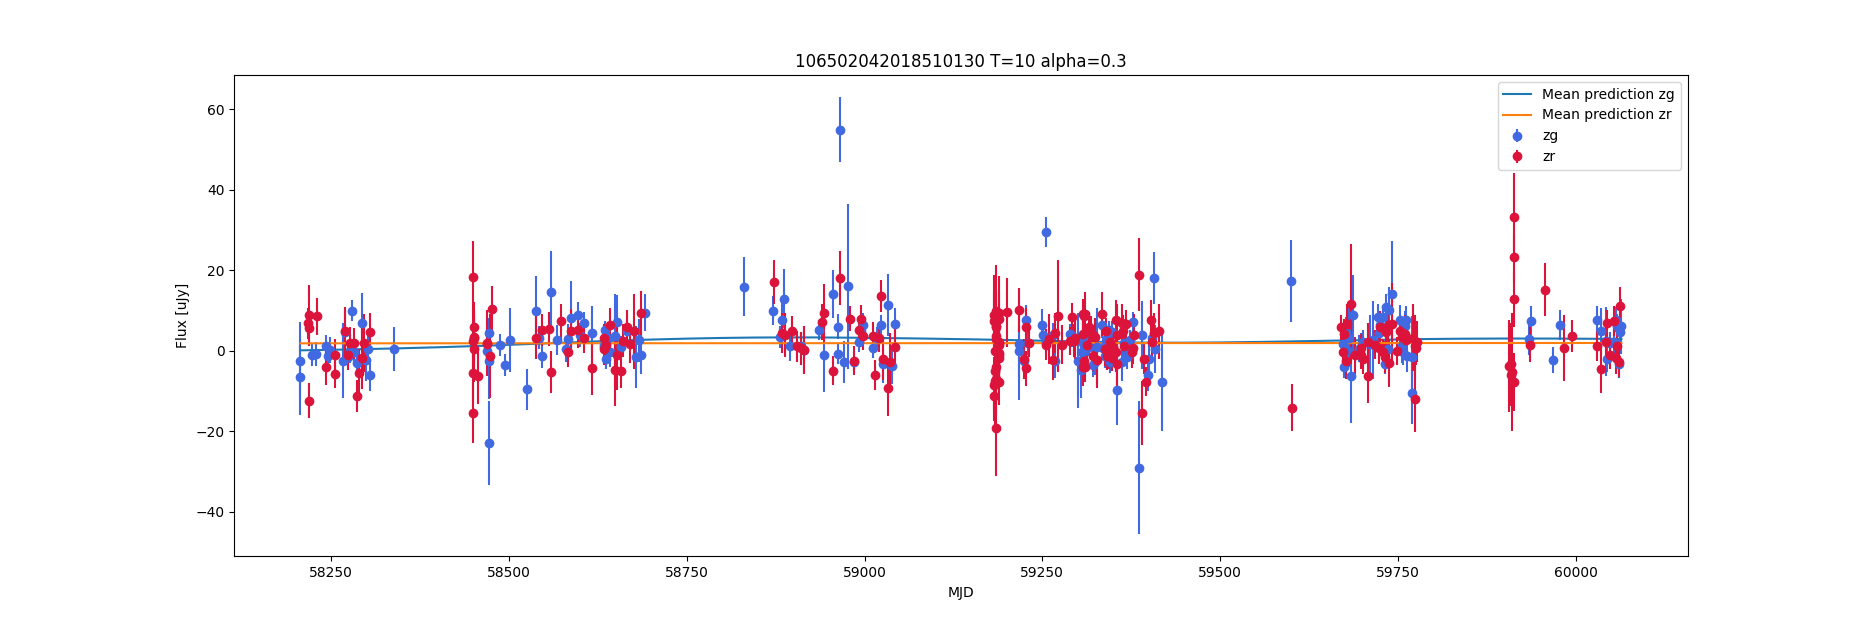 106502042018510130 T=10 alpha=0.3
Mean prediction zg
Mean prediction zr
zg
zr
Flux [uJy]
60
40
20
0
−20
−40
58250
58500
58750
59000
59250
59500
59750
60000
MJD